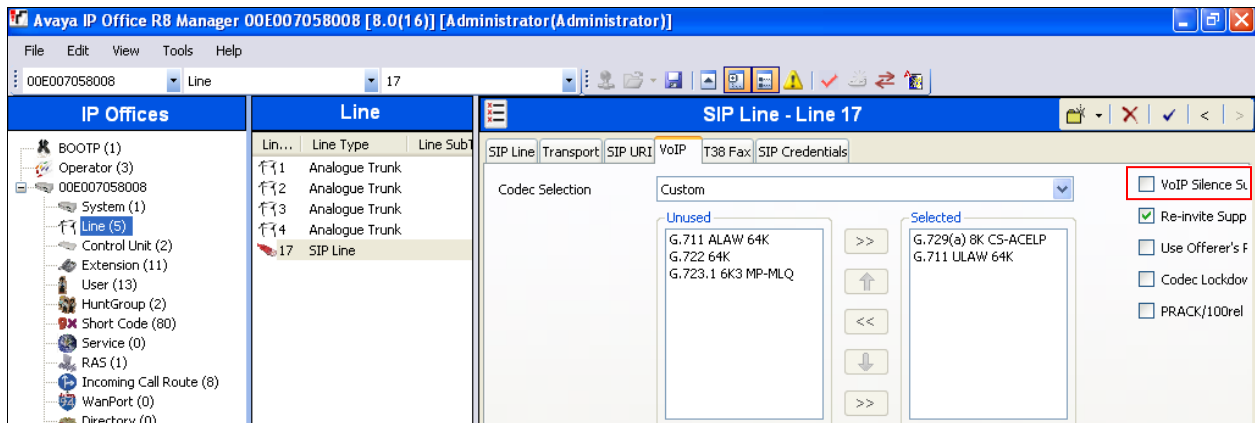 Avaya IP Office R8 Manager 00E007058008 [8.0(16)] [Administrator(Administrator)]
File Edit View Tools Help
00E007058008 Line 17
IP Offices
BOOTP (1)
Operator (3)
00E007058008
System (1)
Line (5)
Control Unit (2)
Extension (11)
User (13)
HuntGroup (2)
Short Code (80)
Service (0)
RAS (1)
Incoming Call Route (8)
WanPort (0)
Directory (0)
Line
Lin... Line Type Line SubT
1 Analogue Trunk
2 Analogue Trunk
3 Analogue Trunk
4 Analogue Trunk
17 SIP Line
SIP Line - Line 17
SIP Line Transport SIP URI VoIP T38 Fax SIP Credentials
Codec Selection Custom
Unused
G.711 ALAW 64K
G.722 64K
G.723.1 6K3 MP-MLQ
>>
<<
>>
Selected
G.729(a) 8K CS-ACELP
G.711 ULAW 64K
VoIP Silence Su
Re-invite Supp
Use Offerer's P
Codec Lockdow
PRACK/100rel